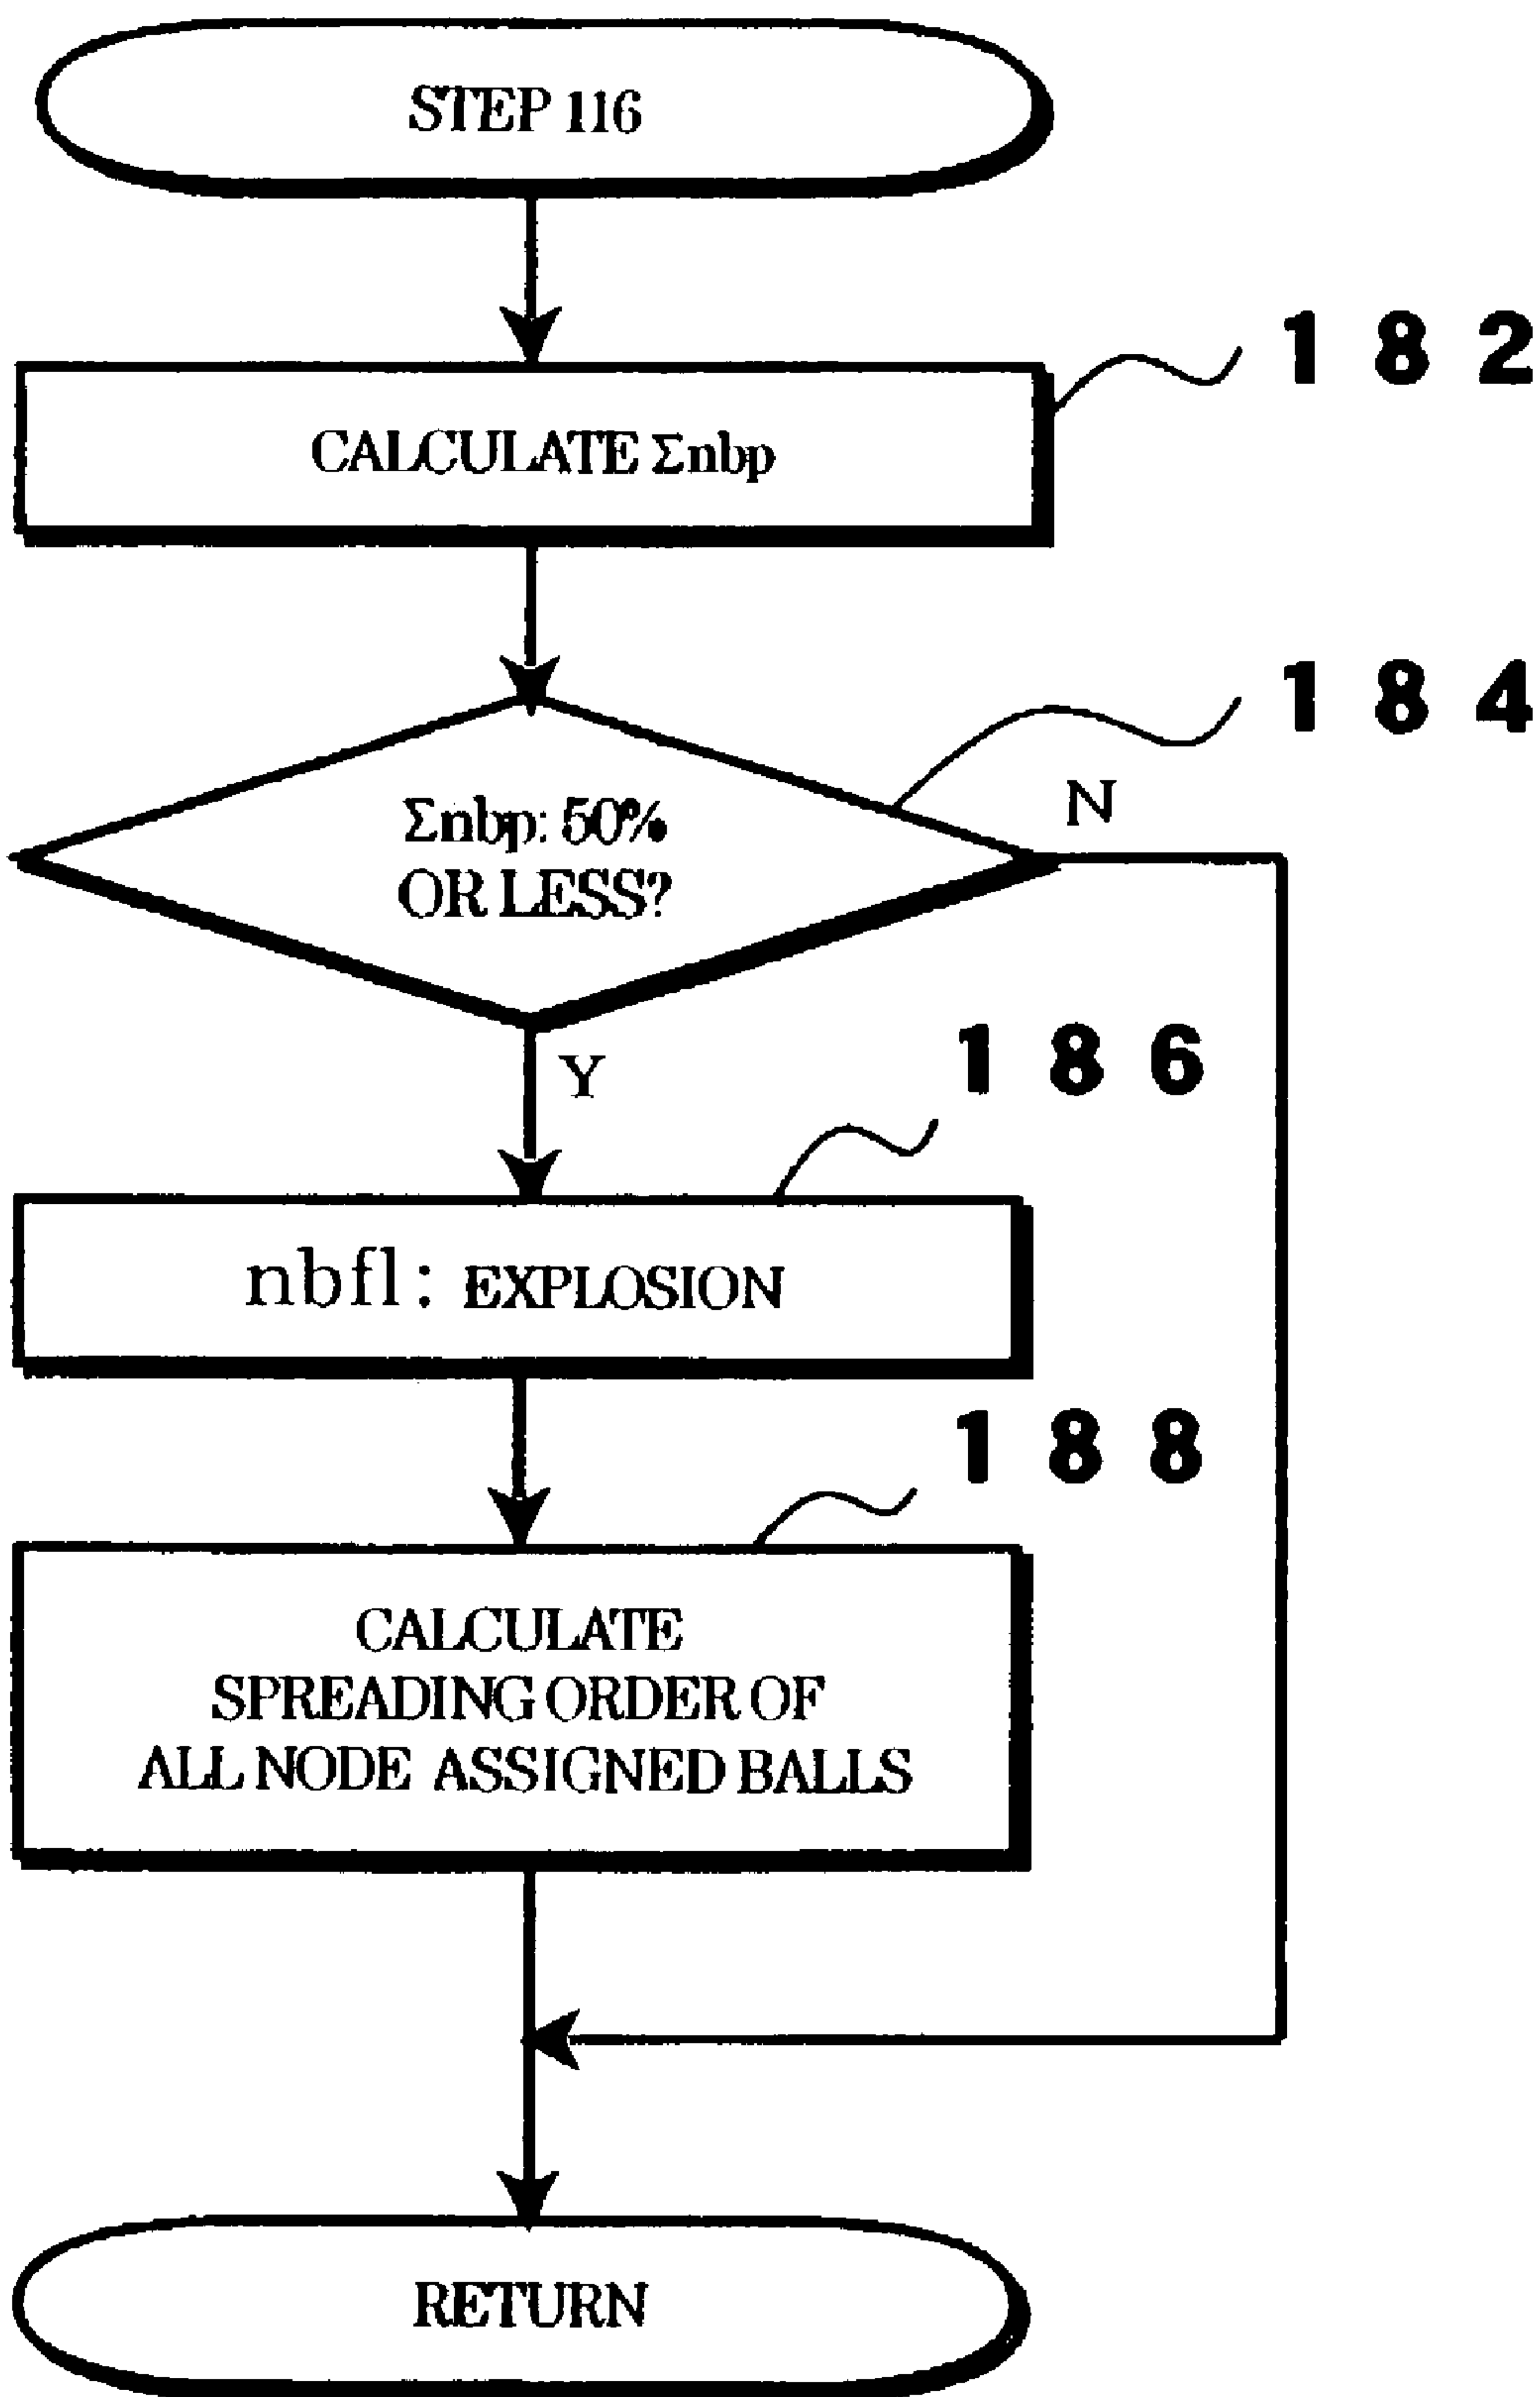 STEP 116
182
CALCULATE Σnbp
184
Σnbp: 50%
OR LESS?
N
Y
186
nbfl: EXPLOSION
188
CALCULATE
SPREADING ORDER OF
ALL NODE ASSIGNED BALLS
RETURN